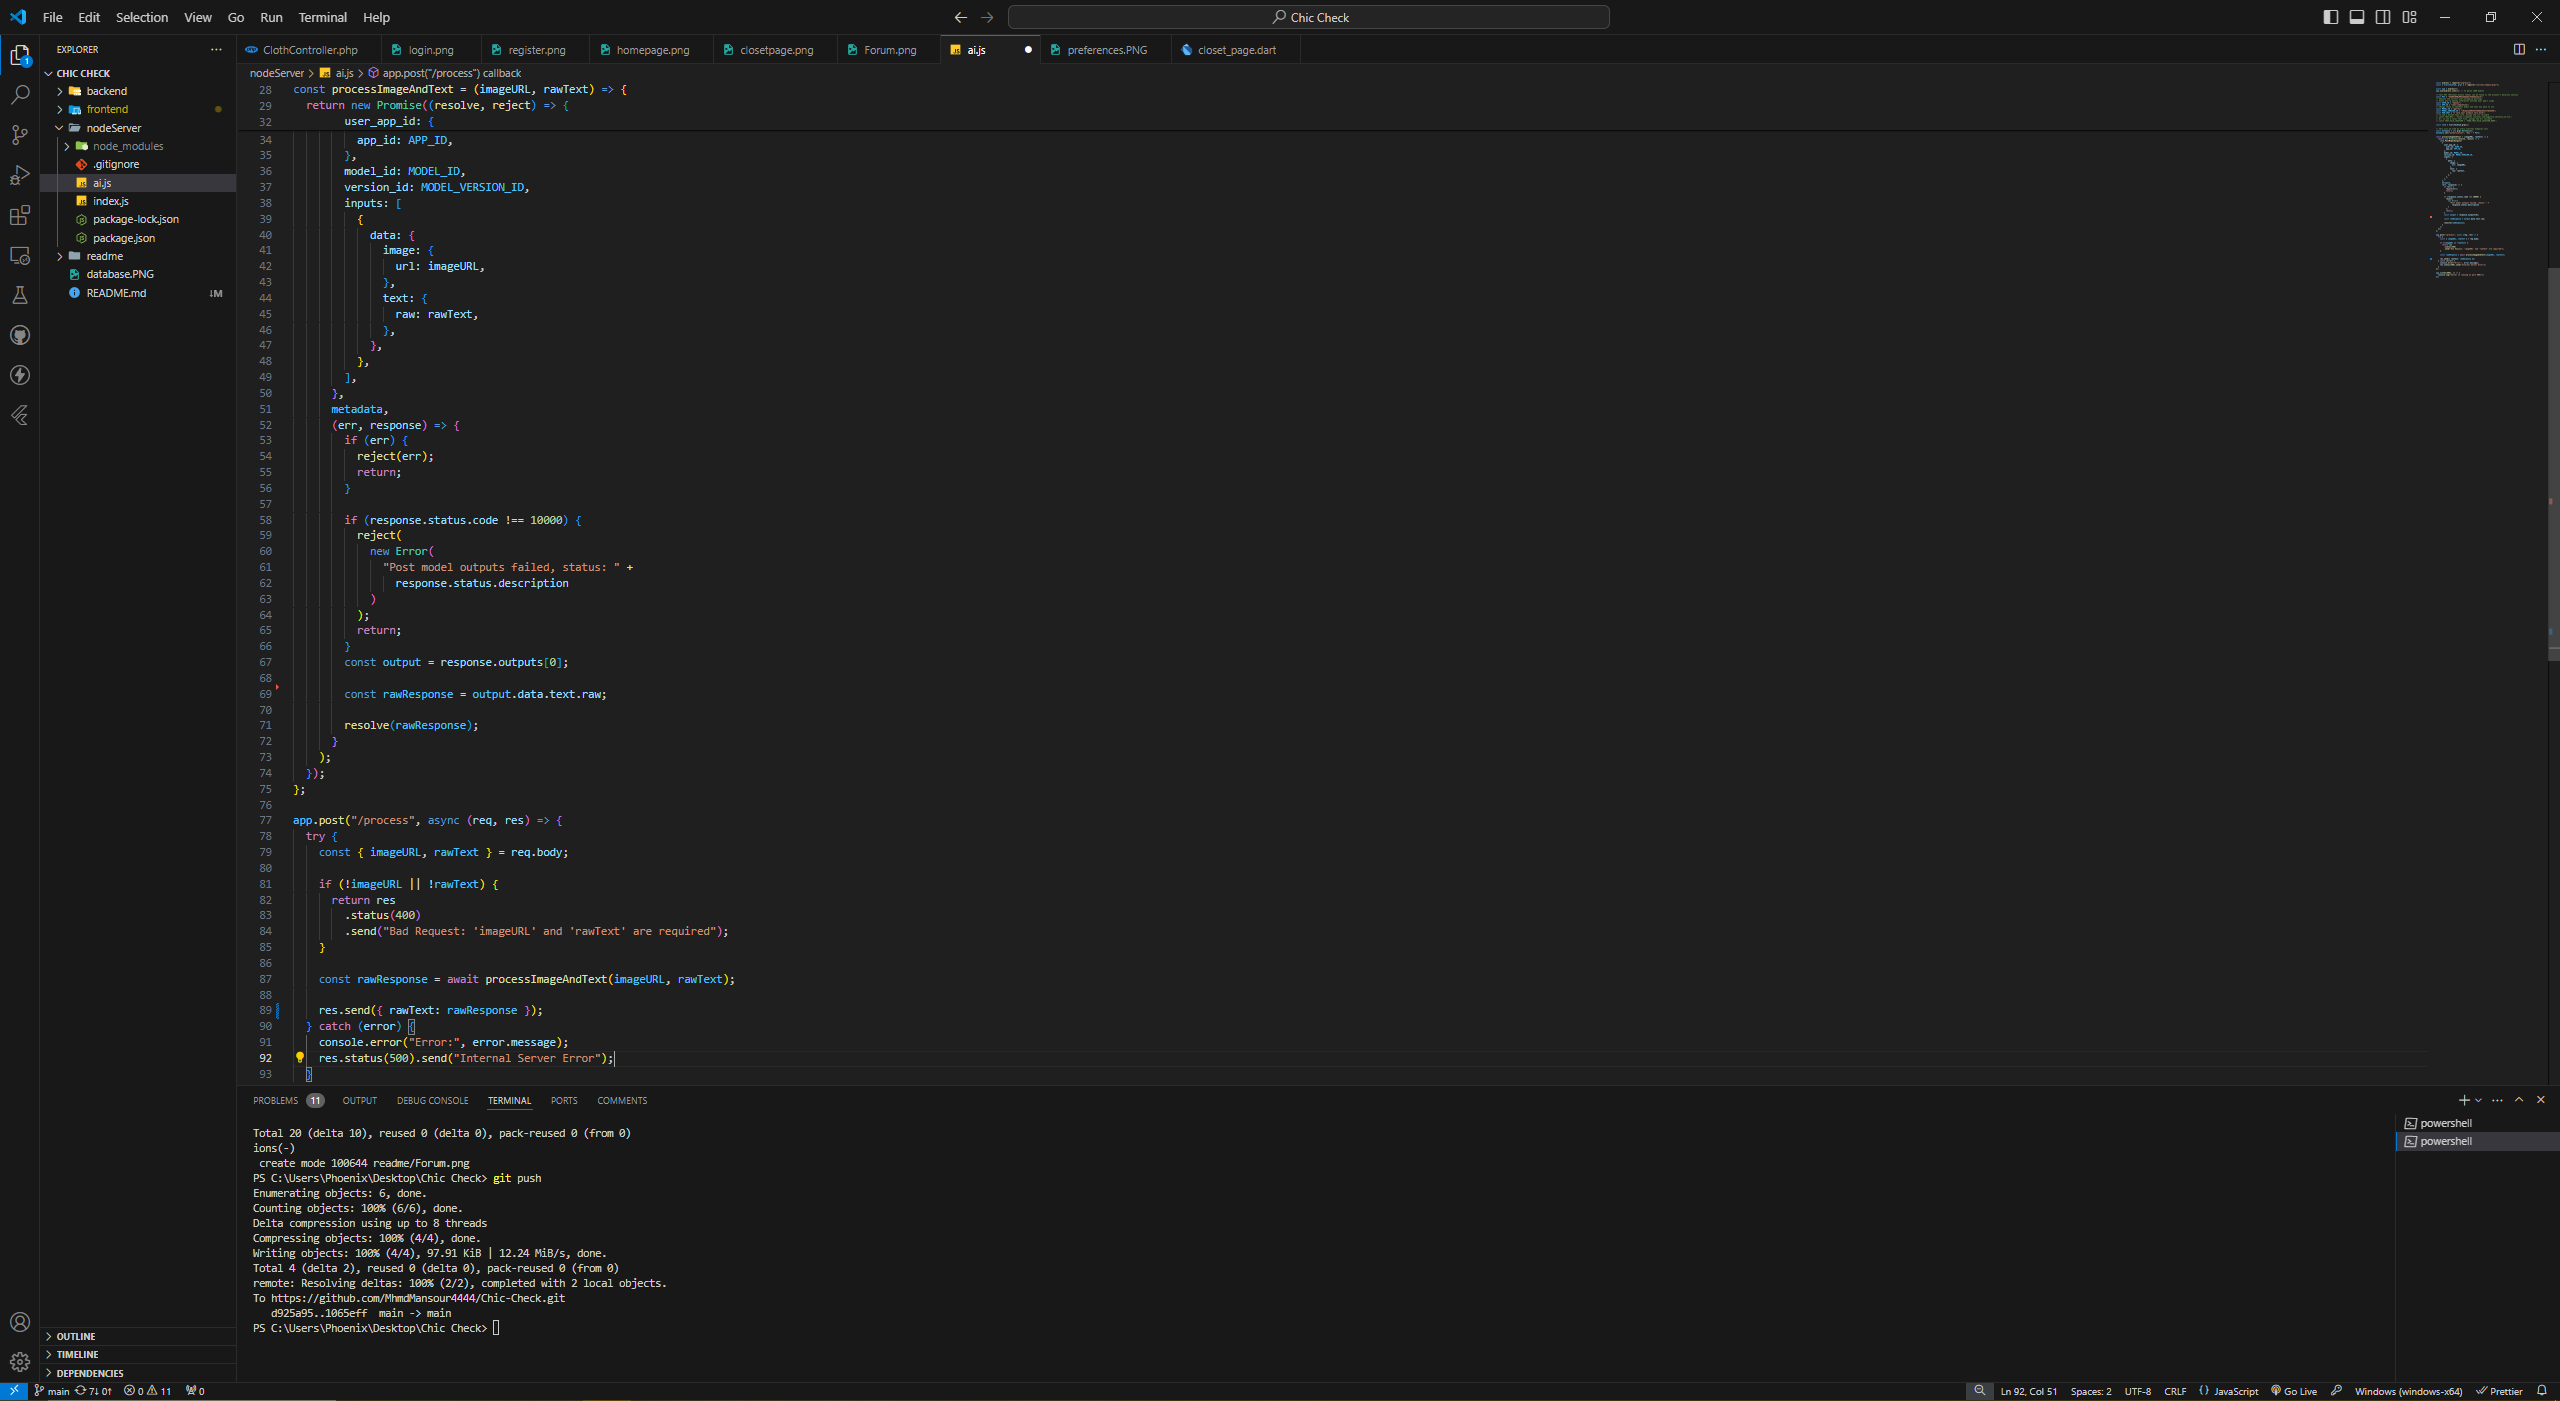 File Edit Selection View Go Run Terminal Help
Chic Check
EXPLORER
CHIC CHECK
backend
frontend
nodeServer
node_modules
.gitignore
ai.js
index.js
package-lock.json
package.json
readme
database.PNG
README.md ↓M
OUTLINE
TIMELINE
DEPENDENCIES
ClothController.php login.png register.png homepage.png closetpage.png Forum.png ai.js preferences.PNG closet_page.dart
nodeServer > ai.js > app.post("/process") callback
28 const processImageAndText = (imageURL, rawText) => {
29 return new Promise((resolve, reject) => {
32 user_app_id: {
34 app_id: APP_ID,
35 },
36 model_id: MODEL_ID,
37 version_id: MODEL_VERSION_ID,
38 inputs: [
39 {
40 data: {
41 image: {
42 url: imageURL,
43 },
44 text: {
45 raw: rawText,
46 },
47 },
48 },
49 ],
50 },
51 metadata,
52 (err, response) => {
53 if (err) {
54 reject(err);
55 return;
56 }
57
58 if (response.status.code !== 10000) {
59 reject(
60 new Error(
61 "Post model outputs failed, status: " +
62 response.status.description
63 )
64 );
65 return;
66 }
67 const output = response.outputs[0];
68
69 const rawResponse = output.data.text.raw;
70
71 resolve(rawResponse);
72 }
73 );
74 });
75 };
76
77 app.post("/process", async (req, res) => {
78 try {
79 const { imageURL, rawText } = req.body;
80
81 if (!imageURL || !rawText) {
82 return res
83 .status(400)
84 .send("Bad Request: 'imageURL' and 'rawText' are required");
85 }
86
87 const rawResponse = await processImageAndText(imageURL, rawText);
88
89 res.send({ rawText: rawResponse });
90 } catch (error) {
91 console.error("Error:", error.message);
92 res.status(500).send("Internal Server Error");
93 }
PROBLEMS 11 OUTPUT DEBUG CONSOLE TERMINAL PORTS COMMENTS
Total 20 (delta 10), reused 0 (delta 0), pack-reused 0 (from 0)
ions(-)
create mode 100644 readme/Forum.png
PS C:\Users\Phoenix\Desktop\Chic Check> git push
Enumerating objects: 6, done.
Counting objects: 100% (6/6), done.
Delta compression using up to 8 threads
Compressing objects: 100% (4/4), done.
Writing objects: 100% (4/4), 97.91 KiB | 12.24 MiB/s, done.
Total 4 (delta 2), reused 0 (delta 0), pack-reused 0 (from 0)
remote: Resolving deltas: 100% (2/2), completed with 2 local objects.
To https://github.com/MhmdMansour4444/Chic-Check.git
d925a95..1065eff main -> main
PS C:\Users\Phoenix\Desktop\Chic Check>
powershell
powershell
main 7↓ 0↑ 0 11 0 Ln 92, Col 51 Spaces: 2 UTF-8 CRLF {} JavaScript Go Live Windows (windows-x64) Prettier